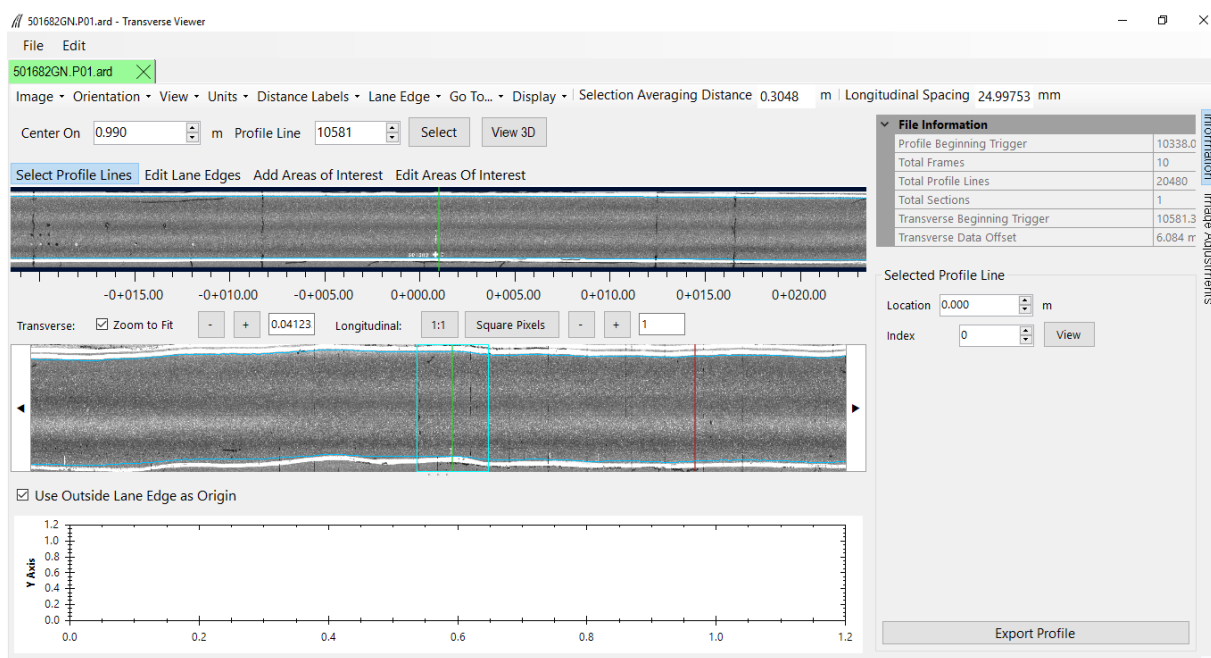 501682GN.P01.ard - Transverse Viewer
File Edit
501682GN.P01.ard
Image Orientation View Units Distance Labels Lane Edge Go To... Display Selection Averaging Distance 0.3048 m Longitudinal Spacing 24.99753 mm
Center On 0.990 m Profile Line 10581 Select View 3D
Select Profile Lines Edit Lane Edges Add Areas of Interest Edit Areas Of Interest
-0+015.00 -0+010.00 -0+005.00 0+000.00 0+005.00 0+010.00 0+015.00 0+020.00
Transverse: Zoom to Fit - + 0.04123 Longitudinal: 1:1 Square Pixels - + 1
Use Outside Lane Edge as Origin
Y Axis
1.2
1.0
0.8
0.6
0.4
0.2
0.0
0.0 0.2 0.4 0.6 0.8 1.0 1.2
File Information
Profile Beginning Trigger 10338.0
Total Frames 10
Total Profile Lines 20480
Total Sections 1
Transverse Beginning Trigger 10581.3
Transverse Data Offset 6.084 m
Selected Profile Line
Location 0.000 m
Index 0 View
Export Profile
Information
Image Adjustments